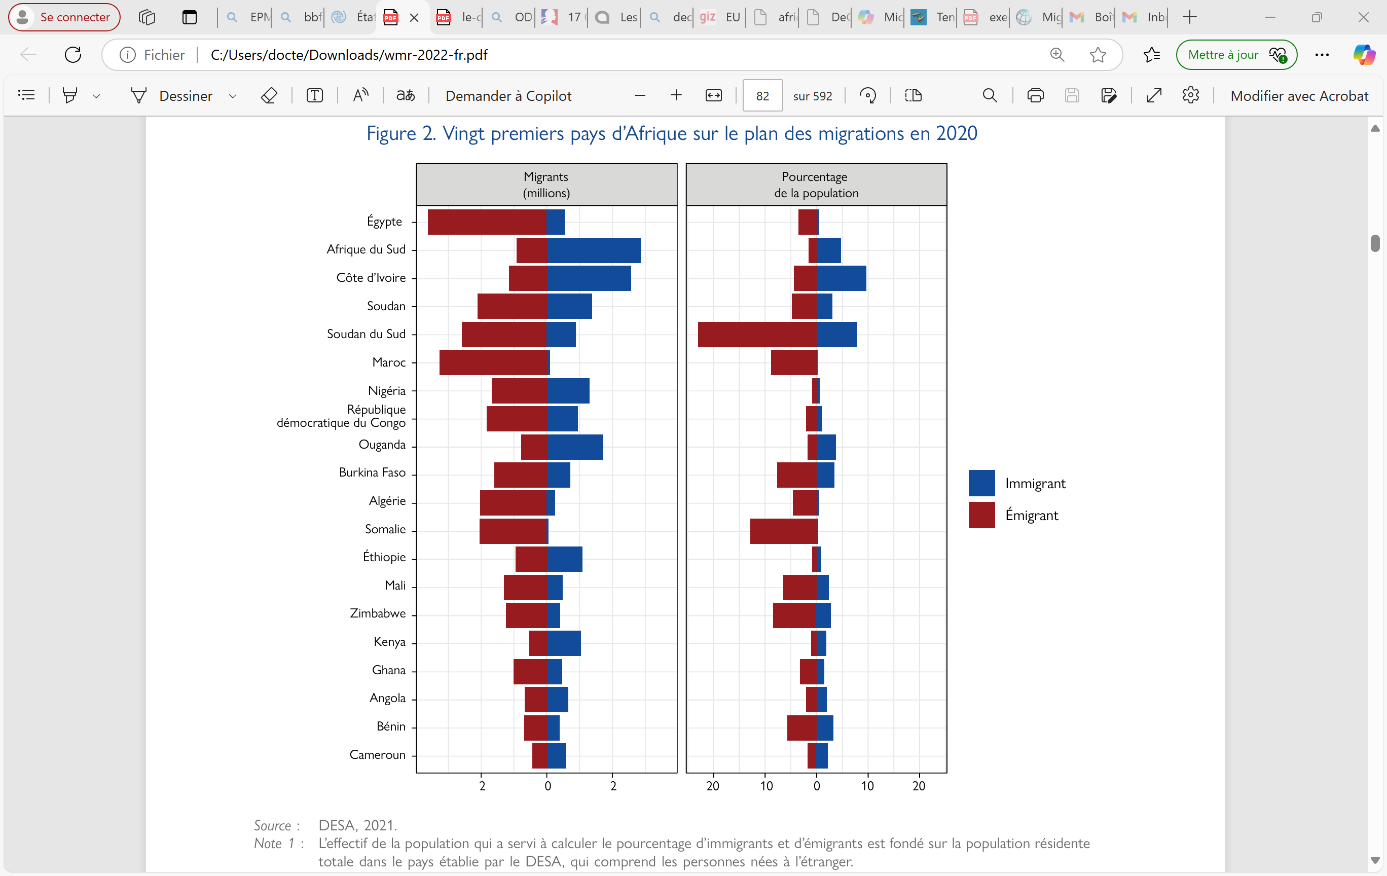 Se connecter
EPM
bbf
Éta
le-c
OD
17
Les
dec
giz EU
afri
De
Mic
Ten
exe
Mig
Boi
Inb
Fichier
C:/Users/docte/Downloads/wmr-2022-fr.pdf
Mettre à jour
Dessiner
Demander à Copilot
82
sur 592
Modifier avec Acrobat
Figure 2. Vingt premiers pays d’Afrique sur le plan des migrations en 2020
Migrants
(millions)
Pourcentage
de la population
Égypte
Afrique du Sud
Côte d’Ivoire
Soudan
Soudan du Sud
Maroc
Nigéria
République
démocratique du Congo
Ouganda
Burkina Faso
Algérie
Somalie
Éthiopie
Mali
Zimbabwe
Kenya
Ghana
Angola
Bénin
Cameroun
Immigrant
Émigrant
2 0 2
20 10 0 10 20
Source : DESA, 2021.
Note 1 : L’effectif de la population qui a servi à calculer le pourcentage d’immigrants et d’émigrants est fondé sur la population résidente
totale dans le pays établie par le DESA, qui comprend les personnes nées à l’étranger.